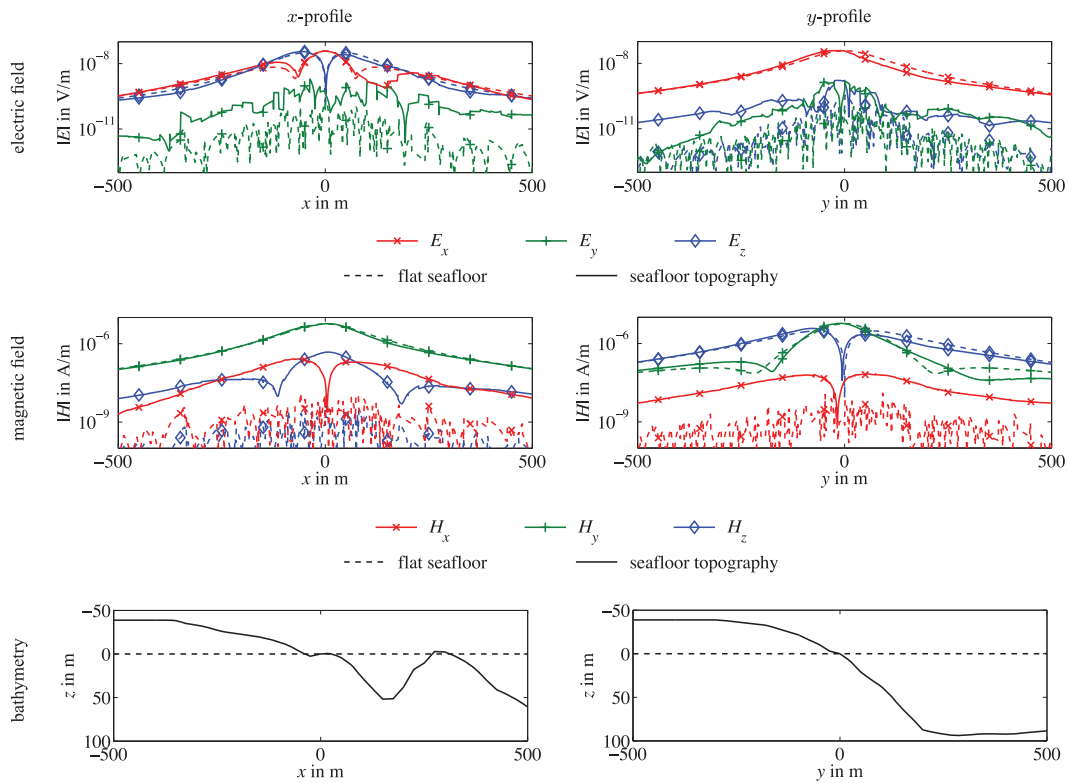 x-profile
y-profile
electric field
|E| in V/m
10⁻⁸
10⁻¹¹
−500
0
500
x in m
10⁻⁸
10⁻¹¹
|E| in V/m
−500
0
500
y in m
E_x
E_y
E_z
flat seafloor
seafloor topography
magnetic field
|H| in A/m
10⁻⁶
10⁻⁹
−500
0
500
x in m
|H| in A/m
10⁻⁶
10⁻⁹
−500
0
500
y in m
H_x
H_y
H_z
flat seafloor
seafloor topography
bathymetry
z in m
−50
0
50
100
−500
0
500
x in m
z in m
−50
0
50
100
−500
0
500
y in m